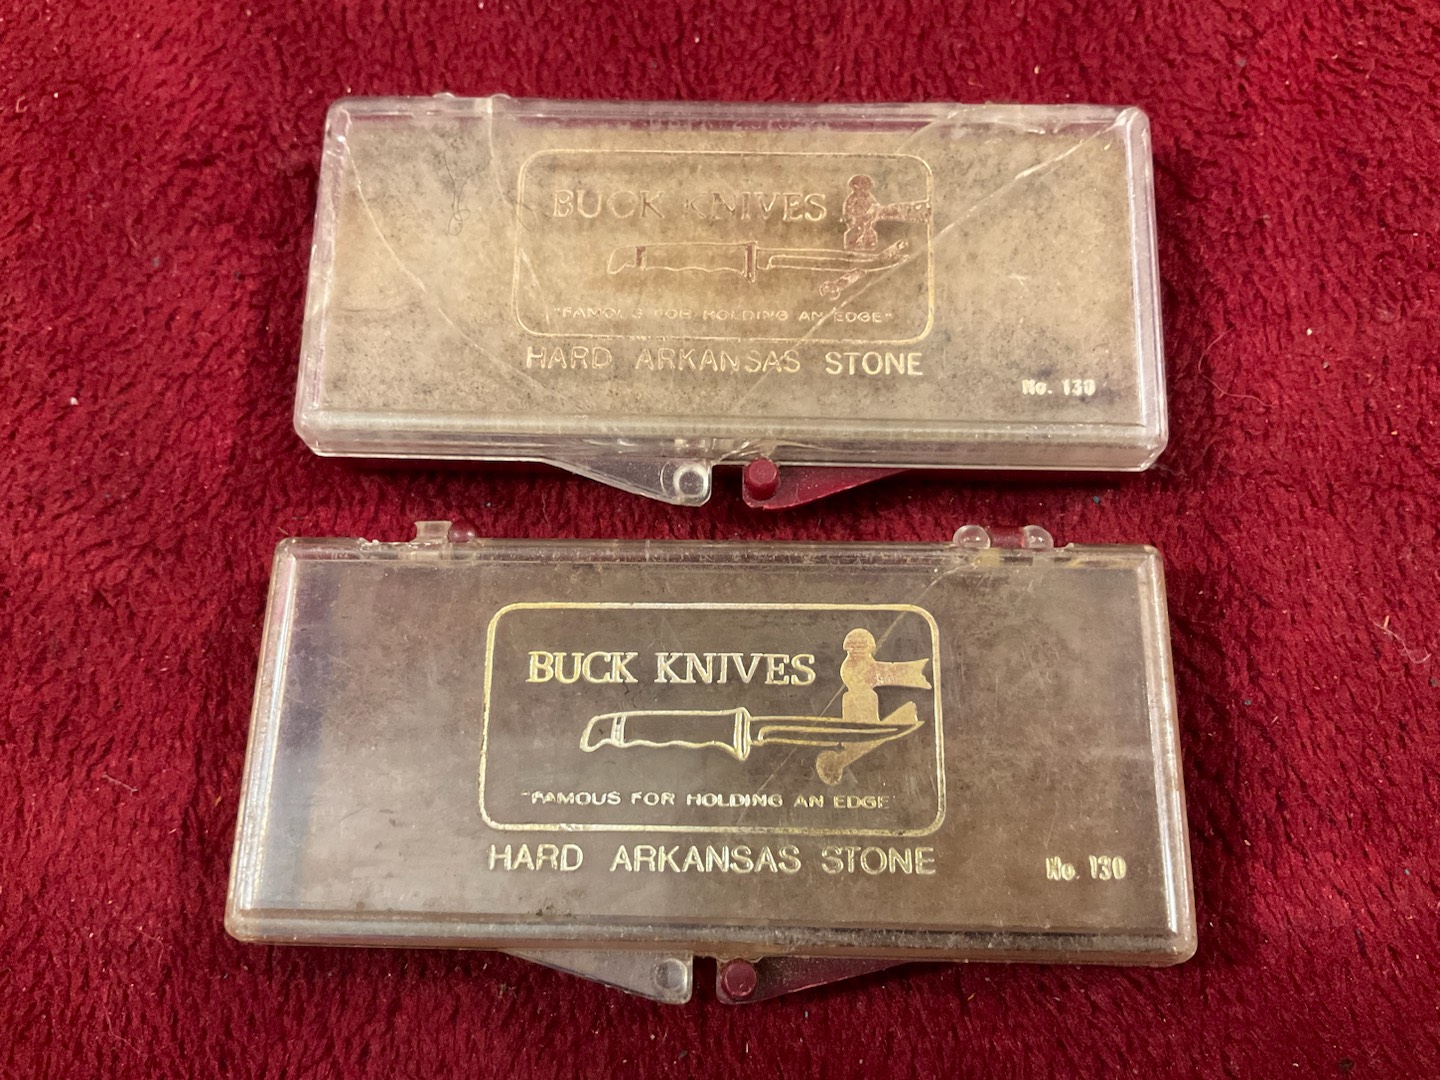 BUCK KNIVES
"FAMOUS FOR HOLDING AN EDGE"
HARD ARKANSAS STONE
No. 130
BUCK KNIVES
"FAMOUS FOR HOLDING AN EDGE
HARD ARKANSAS STONE
No. 130